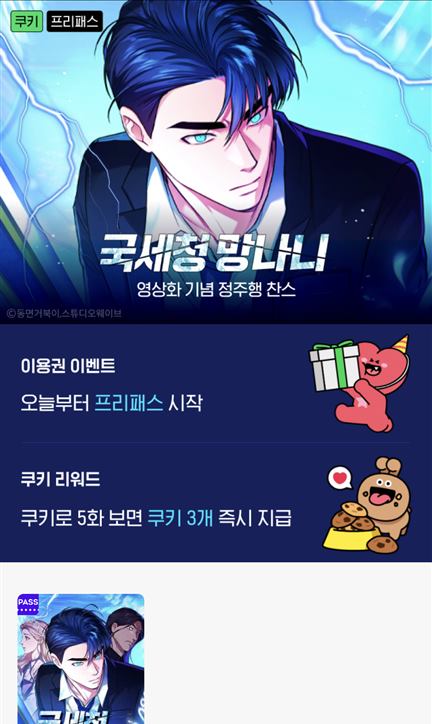 쿠키 프리패스
국세청 망나니
영상화 기념 정주행 찬스
©동면거북이,스튜디오웨이브
이용권 이벤트
오늘부터 프리패스 시작
쿠키 리워드
쿠키로 5화 보면 쿠키 3개 즉시 지급
PASS
국세청